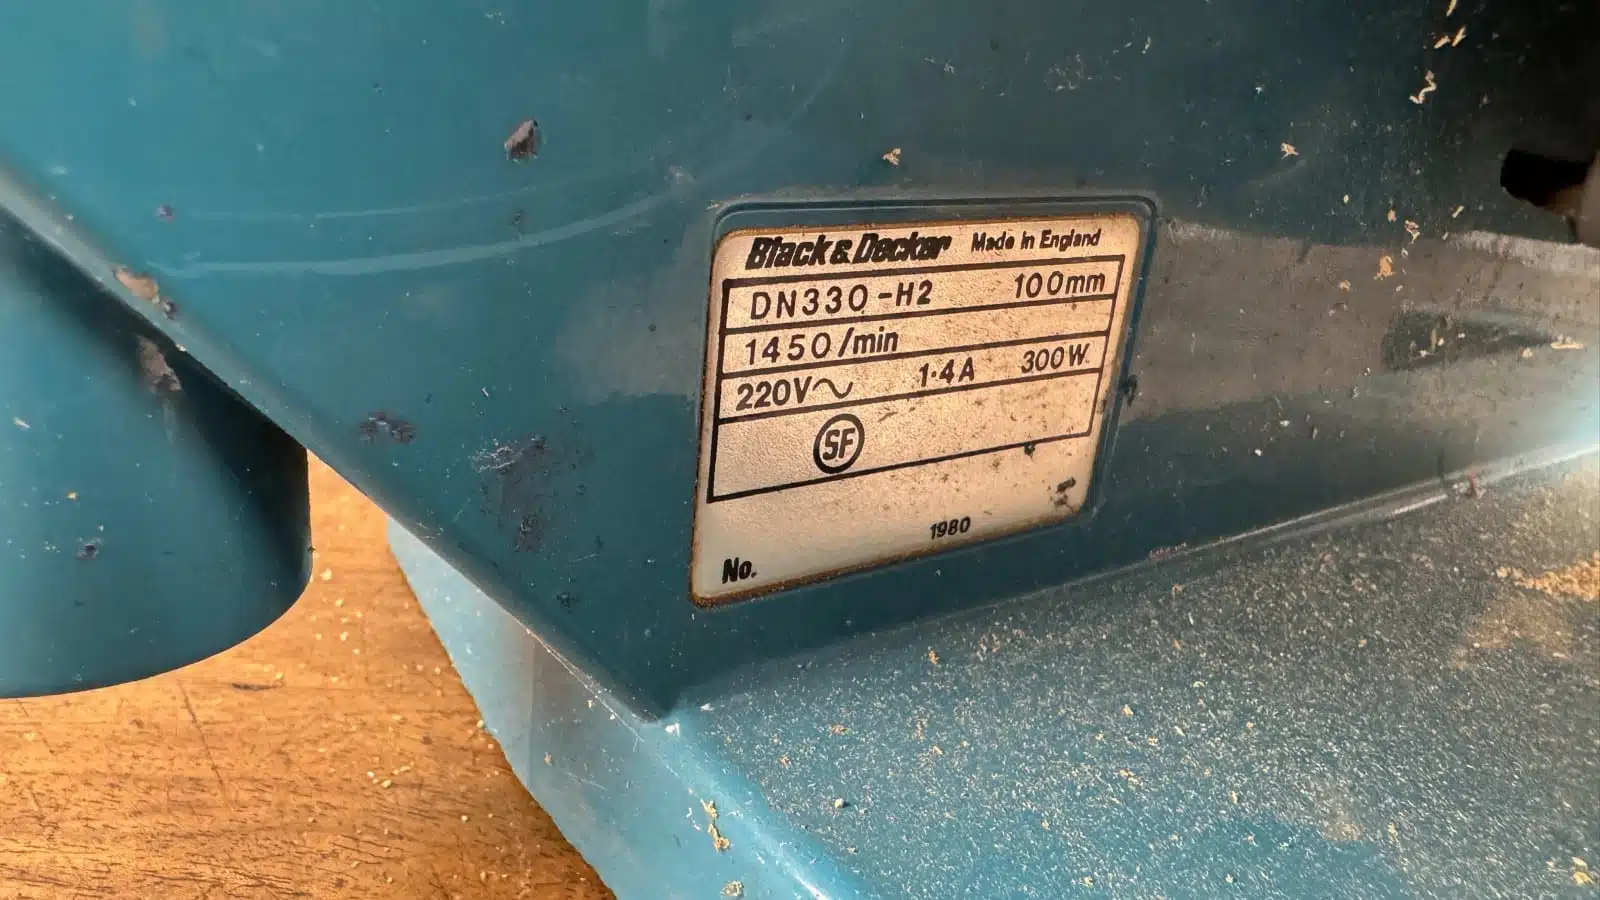 Black & Decker Made in England
DN330-H2 100mm
1450/min
220V~ 1·4A 300W
SF
1980
No.